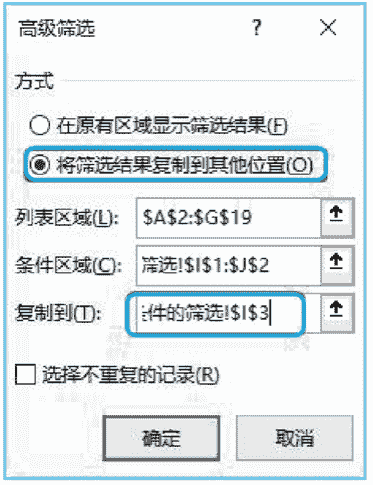 高级筛选 ? ×
方式
在原有区域显示筛选结果(F)
将筛选结果复制到其他位置(O)
列表区域(L): $A$2:$G$19
条件区域(C): 筛选!$I$1:$J$2
复制到(T): 件的筛选!$I$3
选择不重复的记录(R)
确定 取消